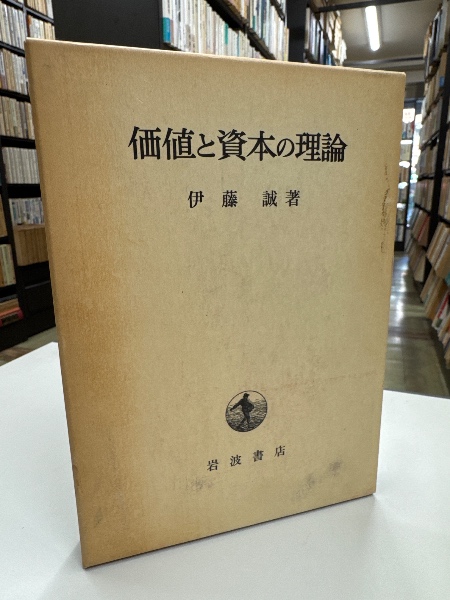 価値と資本の理論
伊藤 誠著
岩波書店